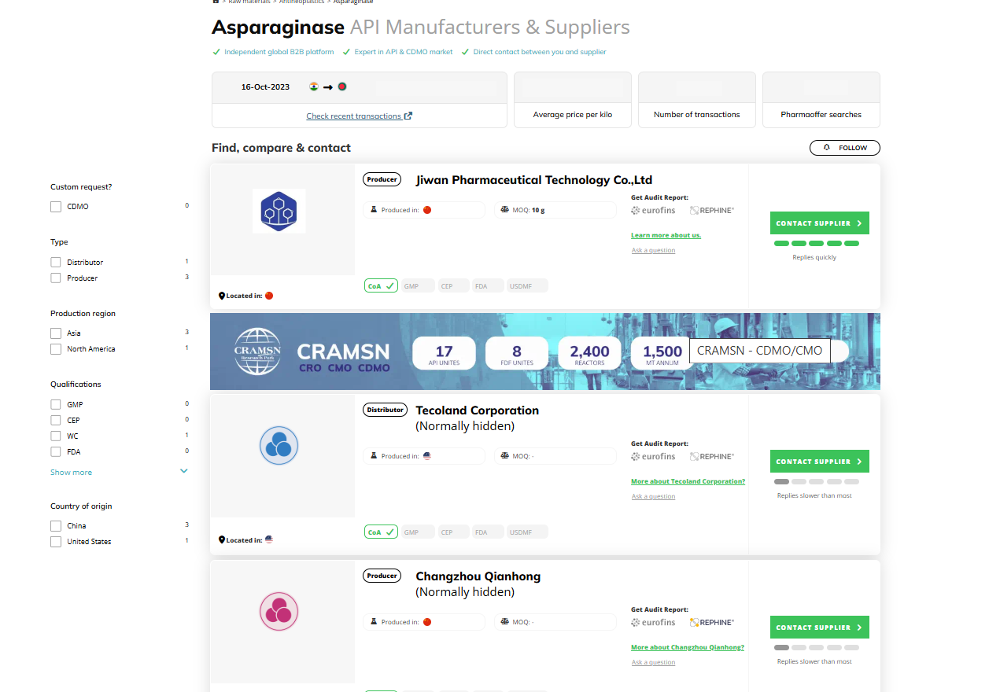 > Raw materials > Antineoplastics > Asparaginase
Asparaginase API Manufacturers & Suppliers
Independent global B2B platform Expert in API & CDMO market Direct contact between you and supplier
16-Oct-2023
Check recent transactions
Average price per kilo
Number of transactions
Pharmaoffer searches
Find, compare & contact
FOLLOW
Custom request?
CDMO 0
Type
Distributor 1
Producer 3
Production region
Asia 3
North America 1
Qualifications
GMP 0
CEP 0
WC 1
FDA 0
Show more
Country of origin
China 3
United States 1
Producer
Jiwan Pharmaceutical Technology Co.,Ltd
Produced in:
MOQ: 10 g
Get Audit Report:
eurofins REPHINE
Learn more about us.
Ask a question
CONTACT SUPPLIER
Replies quickly
Located in:
CoA GMP CEP FDA USDMF
CRAMSN
Research Park
CRAMSN
CRO CMO CDMO
17
API UNITES
8
FDF UNITES
2,400
REACTORS
1,500
MT ANNUM
CRAMSN - CDMO/CMO
Distributor
Tecoland Corporation
(Normally hidden)
Produced in:
MOQ: -
Get Audit Report:
eurofins REPHINE
More about Tecoland Corporation?
Ask a question
CONTACT SUPPLIER
Replies slower than most
Located in:
CoA GMP CEP FDA USDMF
Producer
Changzhou Qianhong
(Normally hidden)
Produced in:
MOQ: -
Get Audit Report:
eurofins REPHINE
More about Changzhou Qianhong?
Ask a question
CONTACT SUPPLIER
Replies slower than most